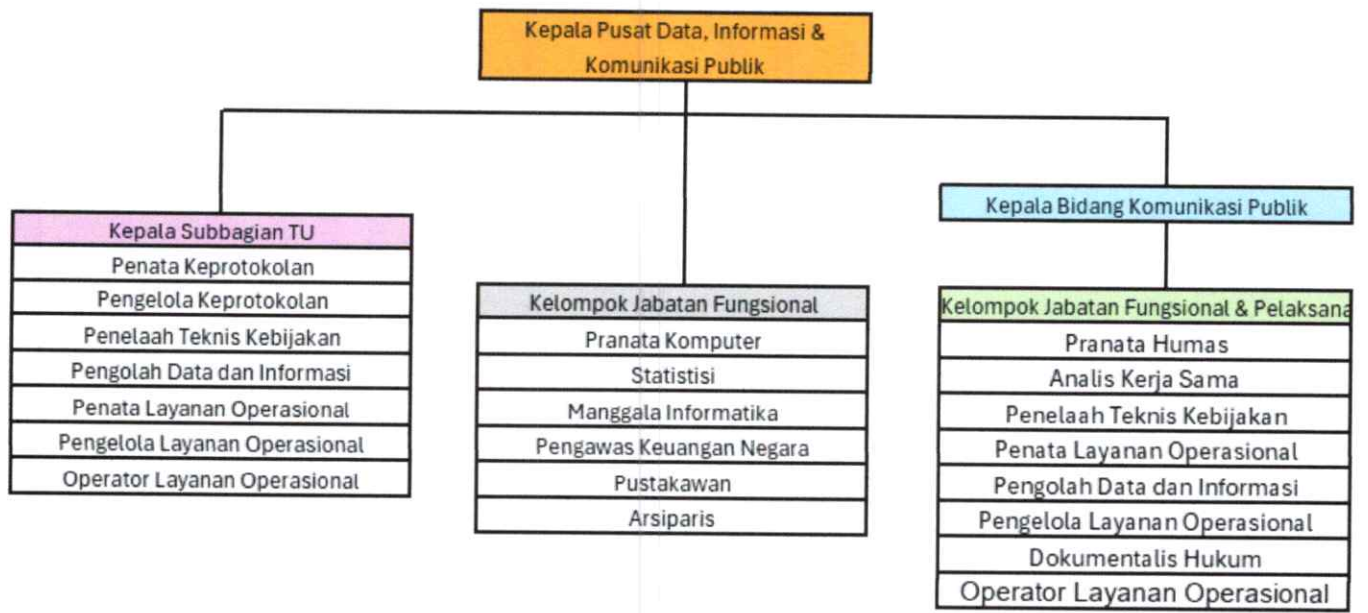 Kepala Pusat Data, Informasi &
Komunikasi Publik
Kepala Subbagian TU
Penata Keprotokolan
Pengelola Keprotokolan
Penelaah Teknis Kebijakan
Pengolah Data dan Informasi
Penata Layanan Operasional
Pengelola Layanan Operasional
Operator Layanan Operasional
Kelompok Jabatan Fungsional
Pranata Komputer
Statistisi
Manggala Informatika
Pengawas Keuangan Negara
Pustakawan
Arsiparis
Kepala Bidang Komunikasi Publik
Kelompok Jabatan Fungsional & Pelaksana
Pranata Humas
Analis Kerja Sama
Penelaah Teknis Kebijakan
Penata Layanan Operasional
Pengolah Data dan Informasi
Pengelola Layanan Operasional
Dokumentalis Hukum
Operator Layanan Operasional